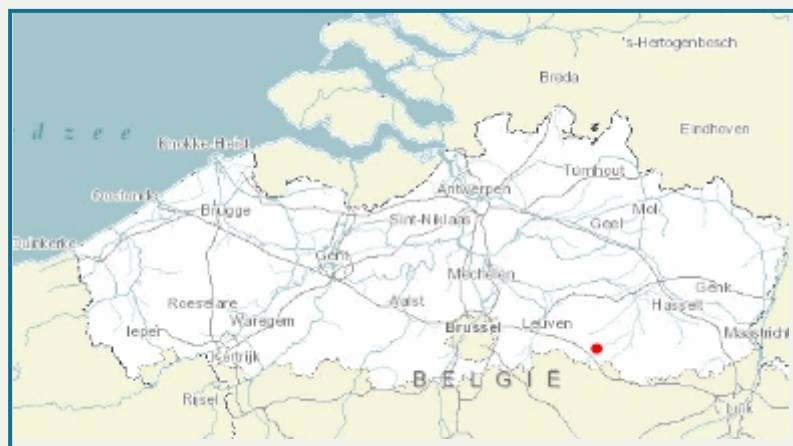 's-Hertogenbosch
Breda
dzee
Eindhoven
Knokke-Heist
Turnhout
Antwerpen
Oostende
Mol
Brugge
Sint-Niklaas
Geel
Duinkerke
Gent
Mechelen
Genk
Roeselare
Aalst
Hasselt
Waregem
Brussel
Leuven
Ieper
Maastricht
Kortrijk
BELGIË
Rijsel
Luik